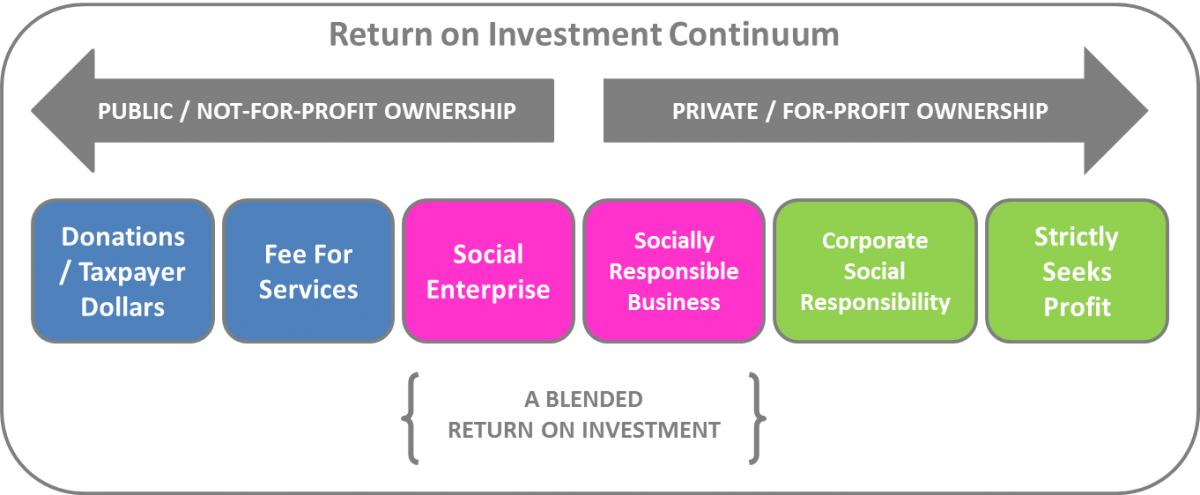 Return on Investment Continuum
PUBLIC / NOT-FOR-PROFIT OWNERSHIP
PRIVATE / FOR-PROFIT OWNERSHIP
Donations
/ Taxpayer
Dollars
Fee For
Services
Social
Enterprise
Socially
Responsible
Business
Corporate
Social
Responsibility
Strictly
Seeks
Profit
A BLENDED
RETURN ON INVESTMENT